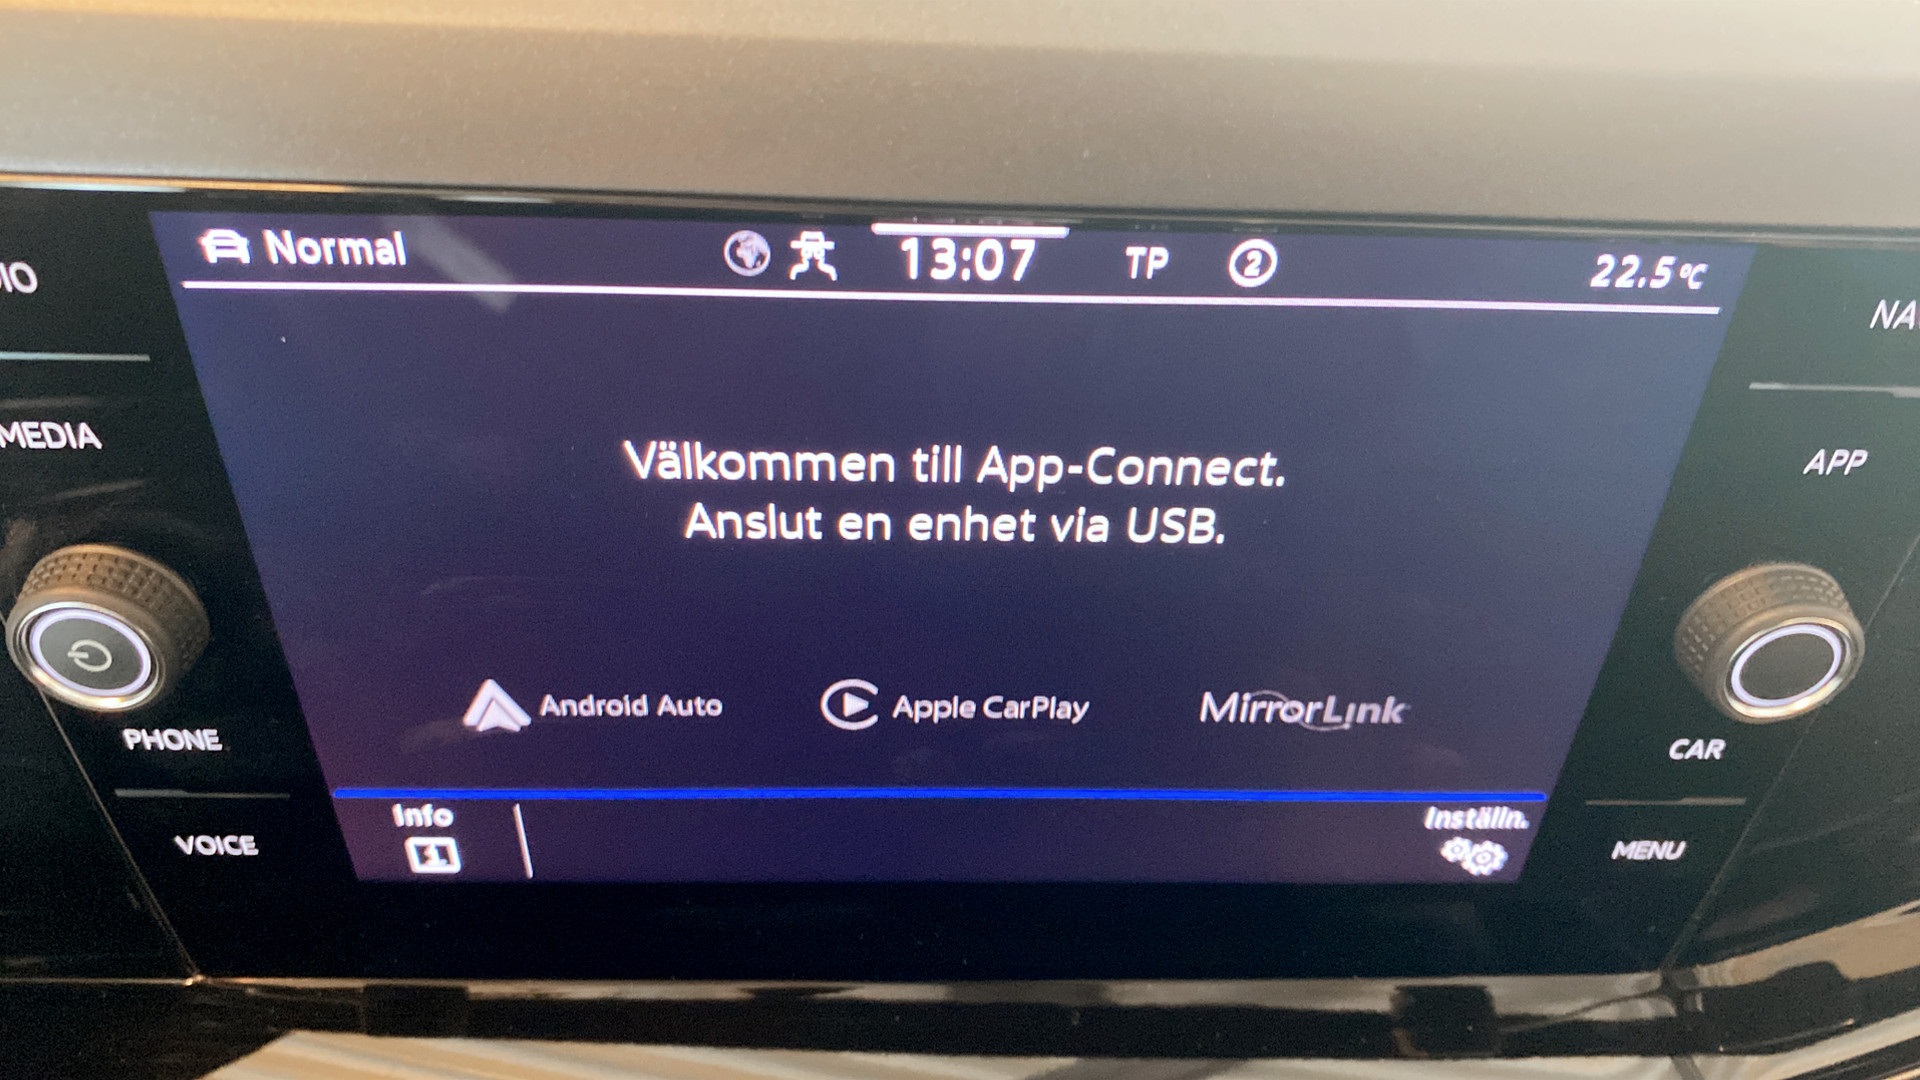 Normal 13:07 TP 2 22.5°C
MEDIA
APP
Välkommen till App-Connect.
Anslut en enhet via USB.
Android Auto Apple CarPlay MirrorLink
PHONE
CAR
Info Inställn.
VOICE
MENU